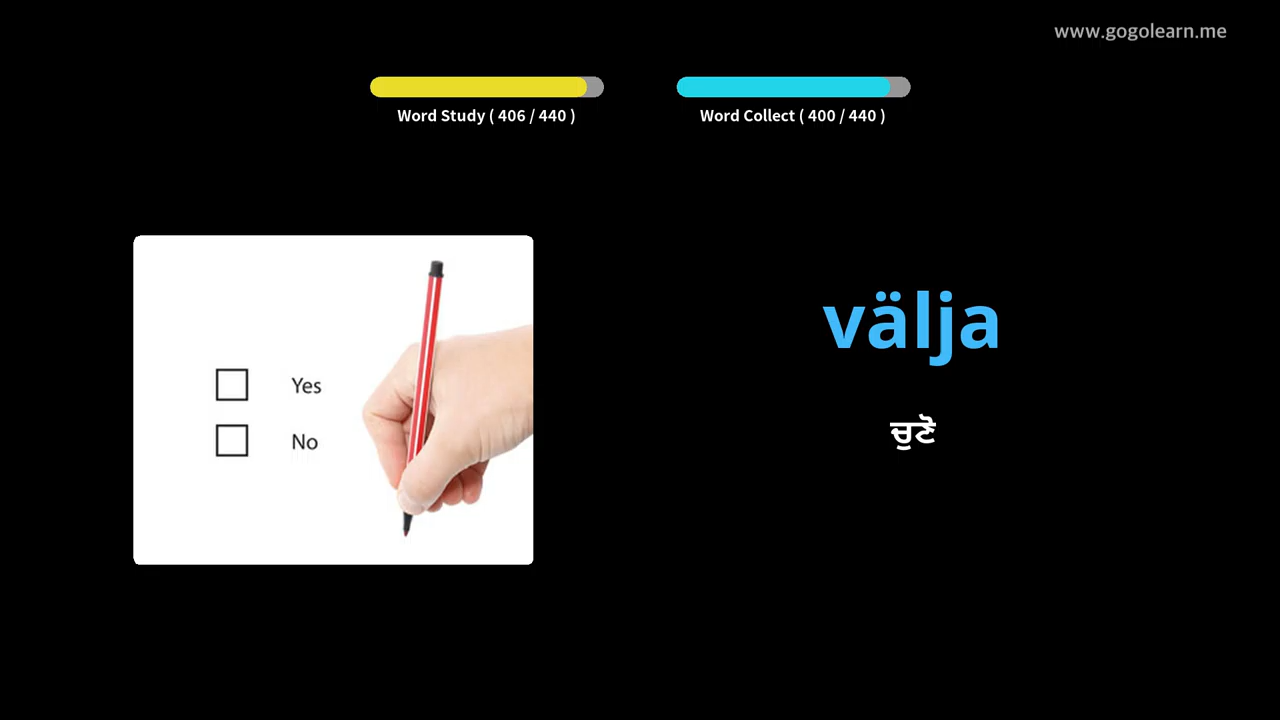 www.gogolearn.me
Word Study ( 406 / 440 )
Word Collect ( 400 / 440 )
Yes
No
välja
ਚੁਣੋ